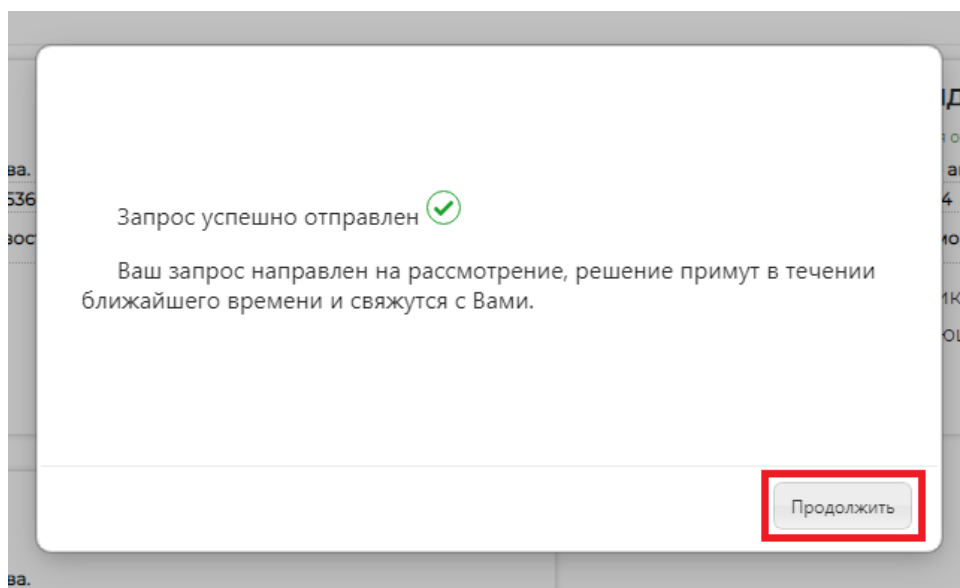 Запрос успешно отправлен
Ваш запрос направлен на рассмотрение, решение примут в течении
ближайшего времени и свяжутся с Вами.
Продолжить